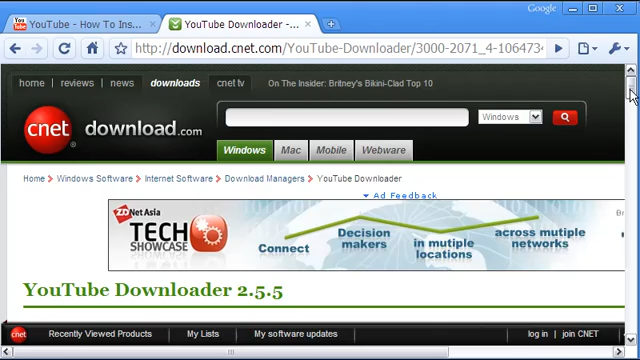 Google
YouTube - How To Ins...
YouTube Downloader -...
http://download.cnet.com/YouTube-Downloader/3000-2071_4-106473
home | reviews | news downloads cnet tv On The Insider: Britney's Bikini-Clad Top 10
cnet download.com
Windows
Windows Mac Mobile Webware
Home > Windows Software > Internet Software > Download Managers > YouTube Downloader
Ad Feedback
ZDNet Asia
TECH
SHOWCASE
Connect
Decision
makers
in mutiple
locations
across mutiple
networks
YouTube Downloader 2.5.5
cnet Recently Viewed Products My Lists My software updates log in | join CNET